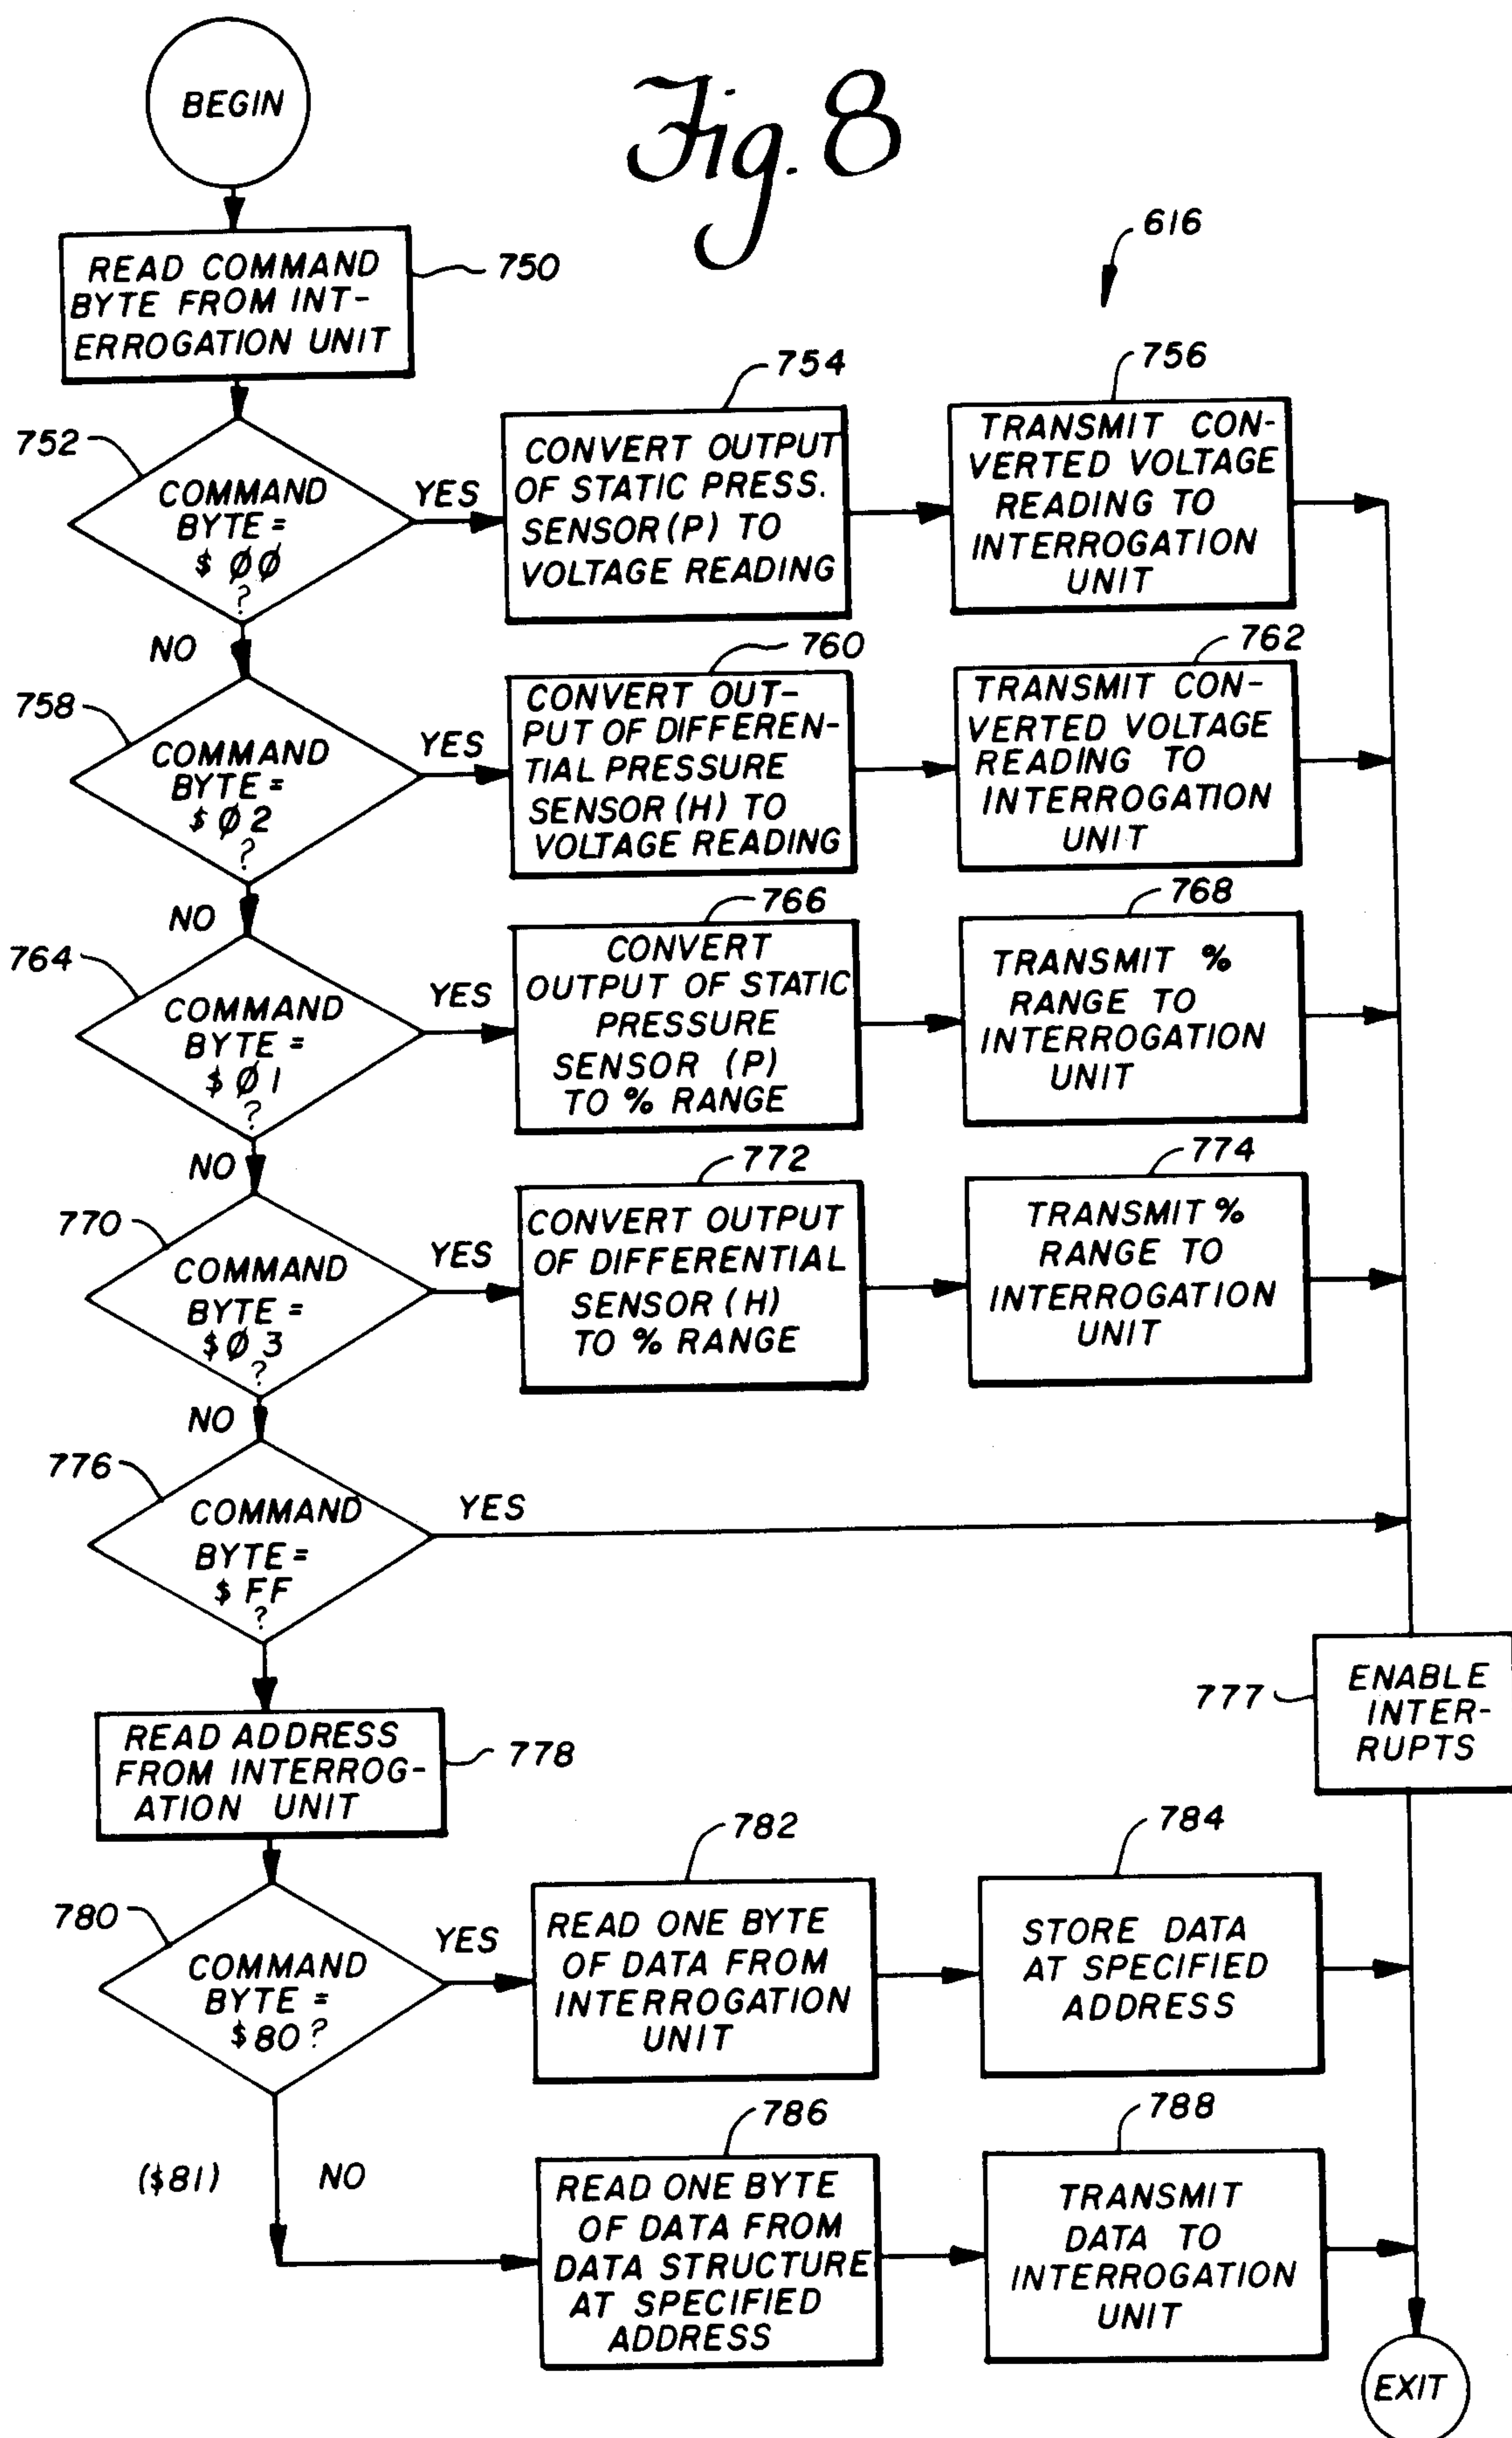 Fig. 8
BEGIN
616
READ COMMAND
BYTE FROM INT-
ERROGATION UNIT
750
752
COMMAND
BYTE =
$ ØØ
?
YES
754
CONVERT OUTPUT
OF STATIC PRESS.
SENSOR (P) TO
VOLTAGE READING
756
TRANSMIT CON-
VERTED VOLTAGE
READING TO
INTERROGATION
UNIT
NO
758
COMMAND
BYTE =
$ Ø2
?
YES
760
CONVERT OUT-
PUT OF DIFFEREN-
TIAL PRESSURE
SENSOR (H) TO
VOLTAGE READING
762
TRANSMIT CON-
VERTED VOLTAGE
READING TO
INTERROGATION
UNIT
NO
764
COMMAND
BYTE =
$ Ø1
?
YES
766
CONVERT
OUTPUT OF STATIC
PRESSURE
SENSOR (P)
TO % RANGE
768
TRANSMIT %
RANGE TO
INTERROGATION
UNIT
NO
770
COMMAND
BYTE =
$Ø3
?
YES
772
CONVERT OUTPUT
OF DIFFERENTIAL
SENSOR (H)
TO % RANGE
774
TRANSMIT %
RANGE TO
INTERROGATION
UNIT
NO
776
COMMAND
BYTE =
$ FF
?
YES
777
ENABLE
INTER-
RUPTS
READ ADDRESS
FROM INTERROG-
ATION UNIT
778
780
COMMAND
BYTE =
$80?
YES
782
READ ONE BYTE
OF DATA FROM
INTERROGATION
UNIT
784
STORE DATA
AT SPECIFIED
ADDRESS
($81)
NO
786
READ ONE BYTE
OF DATA FROM
DATA STRUCTURE
AT SPECIFIED
ADDRESS
788
TRANSMIT
DATA TO
INTERROGATION
UNIT
EXIT